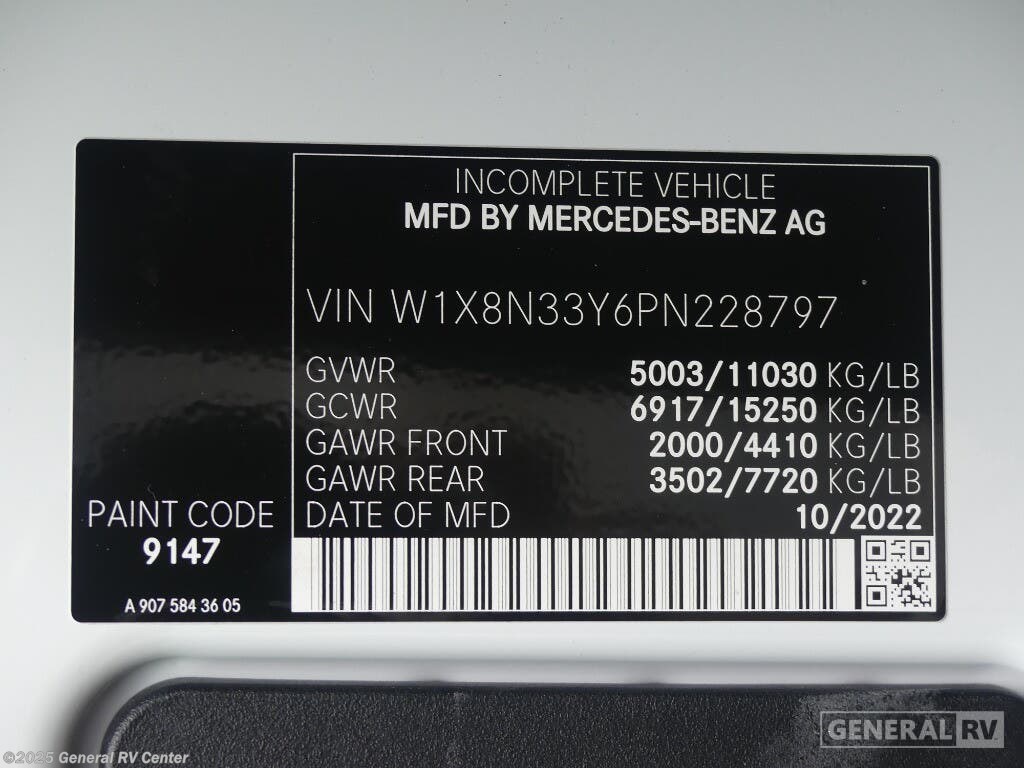 INCOMPLETE VEHICLE
MFD BY MERCEDES-BENZ AG
VIN W1X8N33Y6PN228797
GVWR 5003/11030 KG/LB
GCWR 6917/15250 KG/LB
GAWR FRONT 2000/4410 KG/LB
GAWR REAR 3502/7720 KG/LB
DATE OF MFD 10/2022
PAINT CODE
9147
A 907 584 36 05
GENERAL RV
©2025 General RV Center